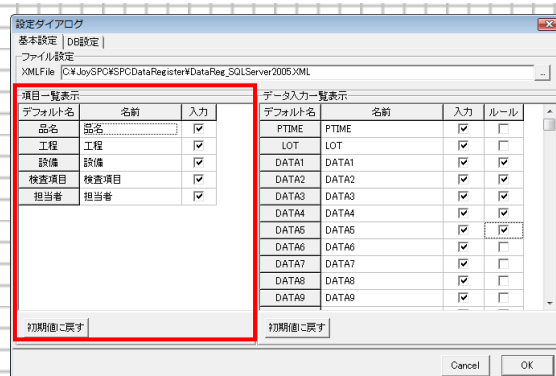 設定ダイアログ
基本設定 DB設定
ファイル設定
XMLFile C:¥JoySPC¥SPCDataRegister¥DataReg_SQLServer2005.XML ...
項目一覧表示
デフォルト名 名前 入力
品名 品名
工程 工程
設備 設備
検査項目 検査項目
担当者 担当者
初期値に戻す
データ入力一覧表示
デフォルト名 名前 入力 ルール
PTIME PTIME
LOT LOT
DATA1 DATA1
DATA2 DATA2
DATA3 DATA3
DATA4 DATA4
DATA5 DATA5
DATA6 DATA6
DATA7 DATA7
DATA8 DATA8
DATA9 DATA9
初期値に戻す
Cancel OK